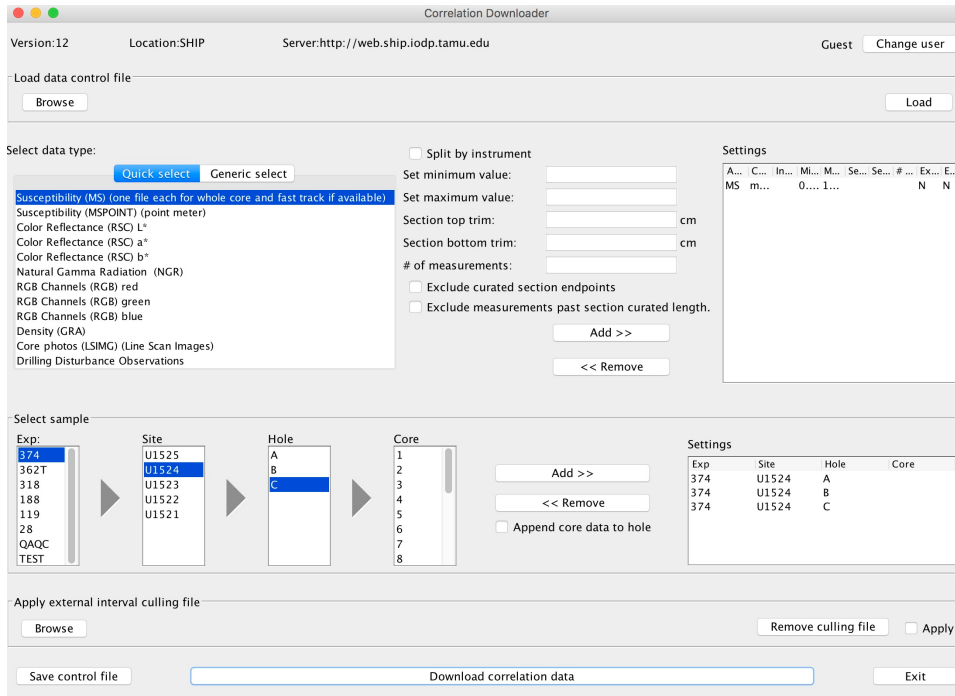 Correlation Downloader
Version:12 Location:SHIP Server:http://web.ship.iodp.tamu.edu Guest Change user
Load data control file
Browse Load
Select data type:
Quick select Generic select
Susceptibility (MS) (one file each for whole core and fast track if available)
Susceptibility (MSPOINT) (point meter)
Color Reflectance (RSC) L*
Color Reflectance (RSC) a*
Color Reflectance (RSC) b*
Natural Gamma Radiation (NGR)
RGB Channels (RGB) red
RGB Channels (RGB) green
RGB Channels (RGB) blue
Density (GRA)
Core photos (LSIMG) (Line Scan Images)
Drilling Disturbance Observations
Split by instrument
Set minimum value:
Set maximum value:
Section top trim: cm
Section bottom trim: cm
# of measurements:
Exclude curated section endpoints
Exclude measurements past section curated length.
Add >>
<< Remove
Settings
A... C... In... Mi... M... Se... Se... # ... Ex... E...
MS m... 0.... 1... N N
Select sample
Exp:
374
362T
318
188
119
28
QAQC
TEST
Site
U1525
U1524
U1523
U1522
U1521
Hole
A
B
C
Core
1
2
3
4
5
6
7
8
Add >>
<< Remove
Append core data to hole
Settings
Exp Site Hole Core
374 U1524 A
374 U1524 B
374 U1524 C
Apply external interval culling file
Browse Remove culling file Apply
Save control file Download correlation data Exit